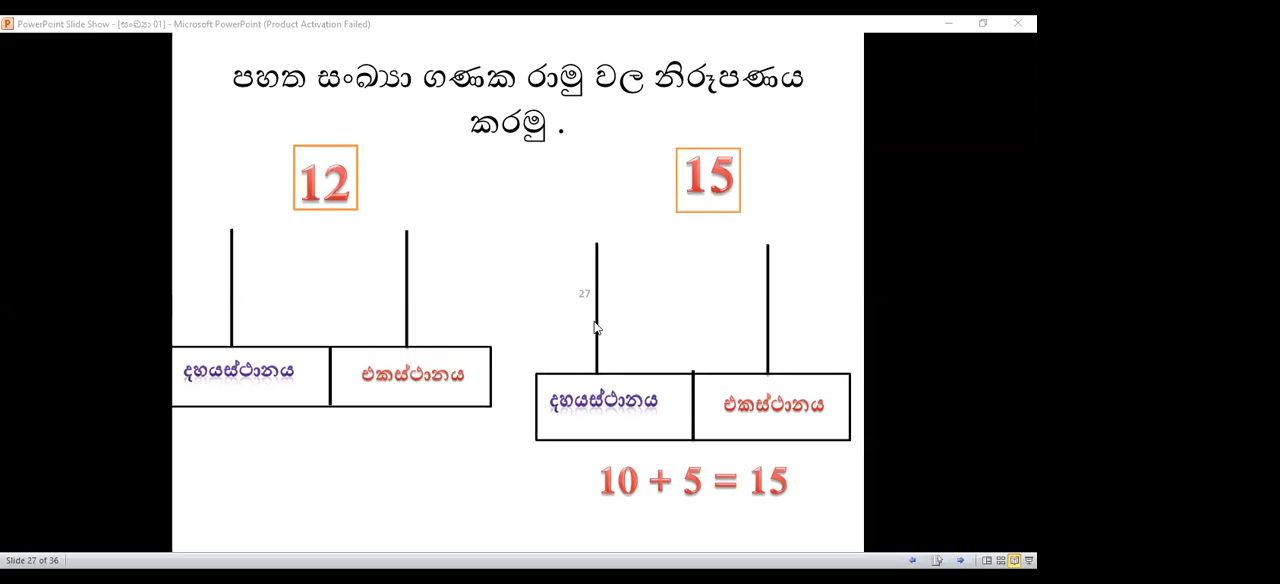 PowerPoint Slide Show - [සංඛ්‍යා 01] - Microsoft PowerPoint (Product Activation Failed)
පහත සංඛ්‍යා ගණක රාමු වල නිරූපණය
කරමු .
12
15
27
දහයස්ථානය
එකස්ථානය
දහයස්ථානය
එකස්ථානය
10 + 5 = 15
Slide 27 of 36